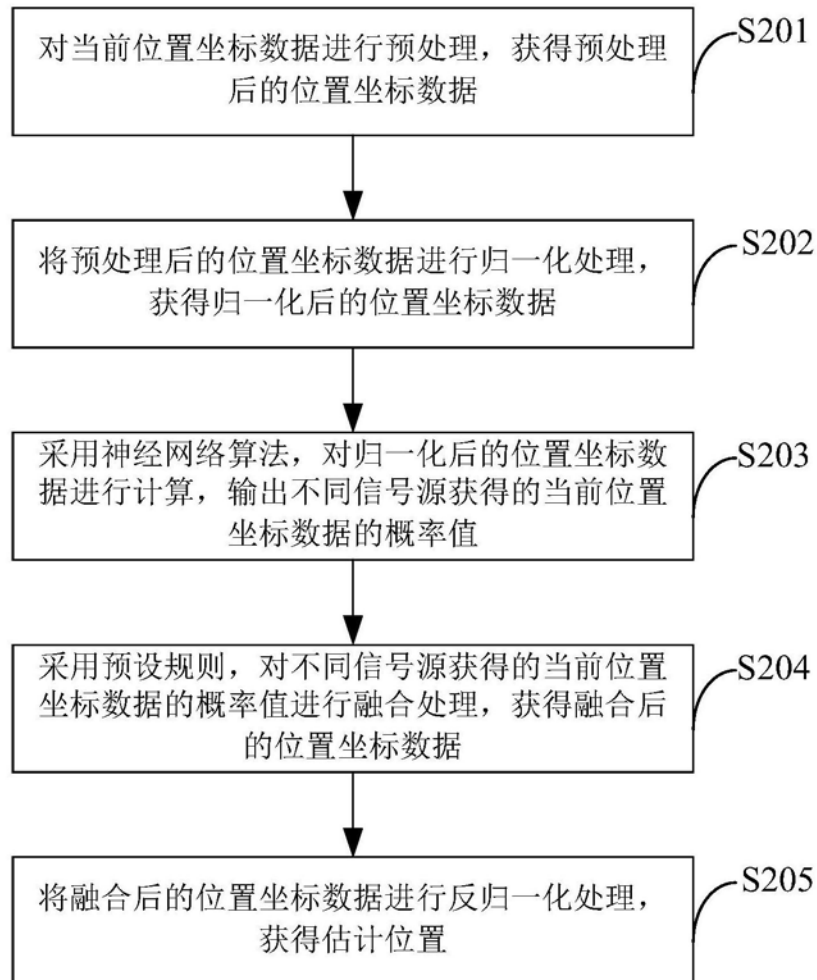 对当前位置坐标数据进行预处理，获得预处理
后的位置坐标数据
S201
将预处理后的位置坐标数据进行归一化处理，
获得归一化后的位置坐标数据
S202
采用神经网络算法，对归一化后的位置坐标数
据进行计算，输出不同信号源获得的当前位置
坐标数据的概率值
S203
采用预设规则，对不同信号源获得的当前位置
坐标数据的概率值进行融合处理，获得融合后
的位置坐标数据
S204
将融合后的位置坐标数据进行反归一化处理，
获得估计位置
S205